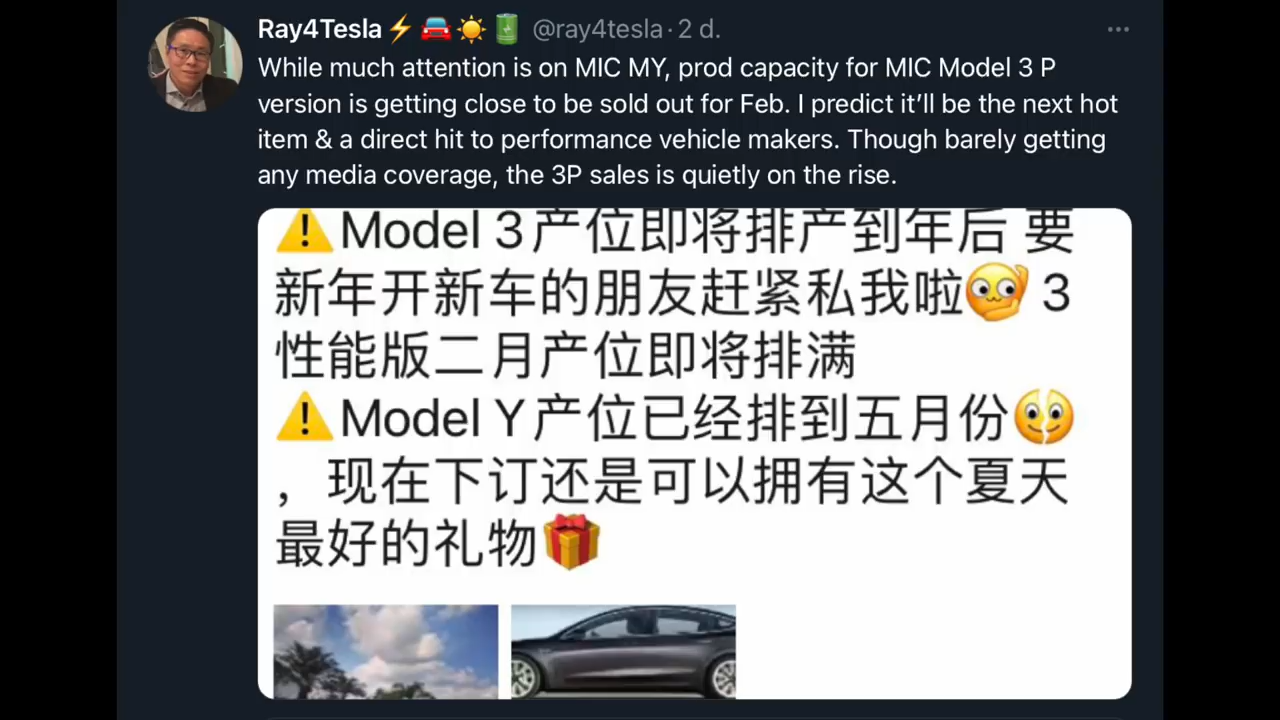 Ray4Tesla⚡🚘☀️🔋 @ray4tesla · 2 d.
While much attention is on MIC MY, prod capacity for MIC Model 3 P
version is getting close to be sold out for Feb. I predict it’ll be the next hot
item & a direct hit to performance vehicle makers. Though barely getting
any media coverage, the 3P sales is quietly on the rise.
⚠️Model 3产位即将排产到年后 要
新年开新车的朋友赶紧私我啦 3
性能版二月产位即将排满
⚠️Model Y产位已经排到五月份
，现在下订还是可以拥有这个夏天
最好的礼物🎁